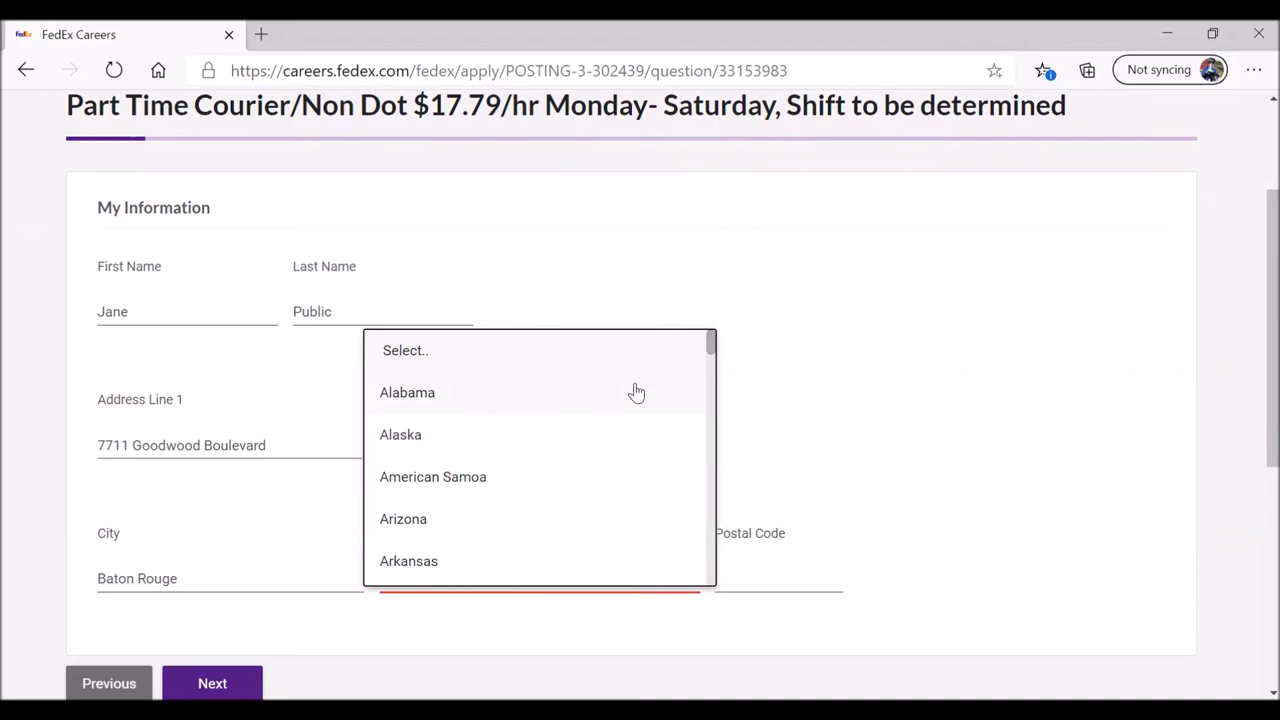 FedEx FedEx Careers
Not syncing
https://careers.fedex.com/fedex/apply/POSTING-3-302439/question/33153983
Part Time Courier/Non Dot $17.79/hr Monday- Saturday, Shift to be determined
My Information
First Name
Last Name
Jane
Public
Select..
Alabama
Alaska
American Samoa
Arizona
Arkansas
Address Line 1
7711 Goodwood Boulevard
City
Postal Code
Baton Rouge
Previous
Next